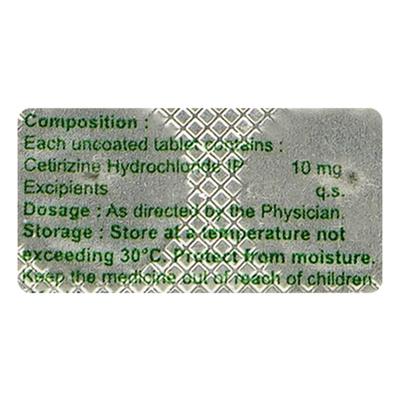 Composition :
Each uncoated tablet contains :
Cetirizine Hydrochloride IP 10 mg
Excipients q.s.
Dosage : As directed by the Physician.
Storage : Store at a temperature not
exceeding 30°C. Protect from moisture.
Keep the medicine out of reach of children.